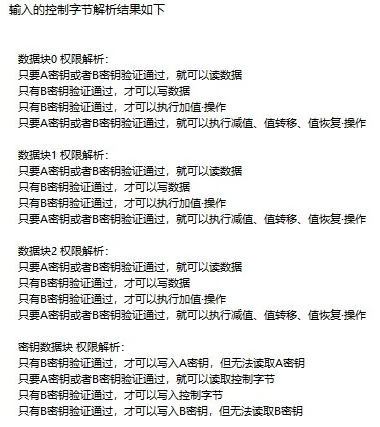 输入的控制字节解析结果如下
数据块0 权限解析：
只要A密钥或者B密钥验证通过，就可以读数据
只有B密钥验证通过，才可以写数据
只有B密钥验证通过，才可以执行加值·操作
只要A密钥或者B密钥验证通过，就可以执行减值、值转移、值恢复·操作
数据块1 权限解析：
只要A密钥或者B密钥验证通过，就可以读数据
只有B密钥验证通过，才可以写数据
只有B密钥验证通过，才可以执行加值·操作
只要A密钥或者B密钥验证通过，就可以执行减值、值转移、值恢复·操作
数据块2 权限解析：
只要A密钥或者B密钥验证通过，就可以读数据
只有B密钥验证通过，才可以写数据
只有B密钥验证通过，才可以执行加值·操作
只要A密钥或者B密钥验证通过，就可以执行减值、值转移、值恢复·操作
密钥数据块 权限解析：
只有B密钥验证通过，才可以写入A密钥，但无法读取A密钥
只要A密钥或者B密钥验证通过，就可以读取控制字节
只有B密钥验证通过，才可以写入控制字节
只有B密钥验证通过，才可以写入B密钥，但无法读取B密钥